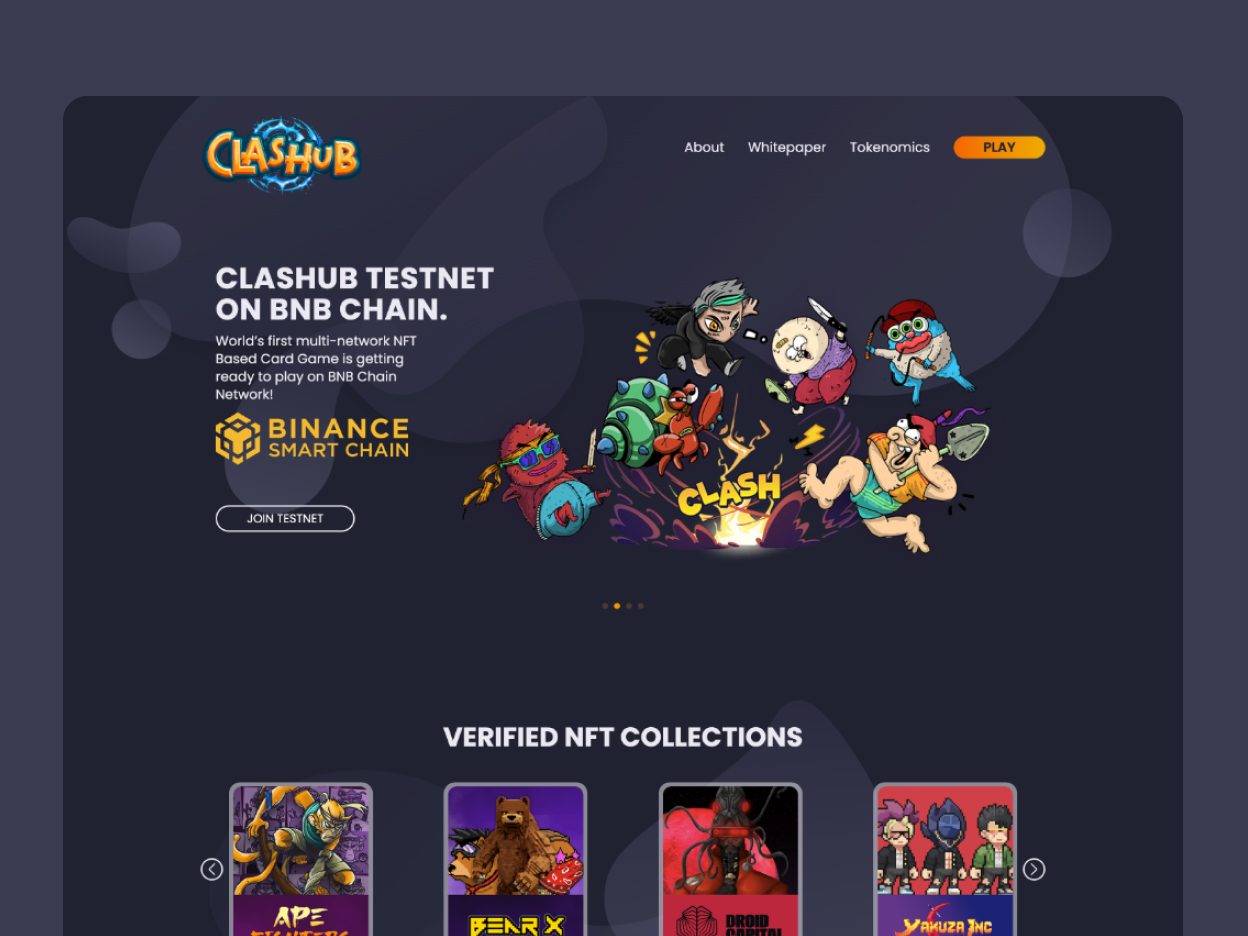 CLASHUB
About Whitepaper Tokenomics PLAY
CLASHUB TESTNET
ON BNB CHAIN.
World's first multi-network NFT
Based Card Game is getting
ready to play on BNB Chain
Network!
BINANCE
SMART CHAIN
JOIN TESTNET
CLASH
VERIFIED NFT COLLECTIONS
APE
FIGHTERS
BEAR X
DROID
CAPITAL
YAKUZA INC